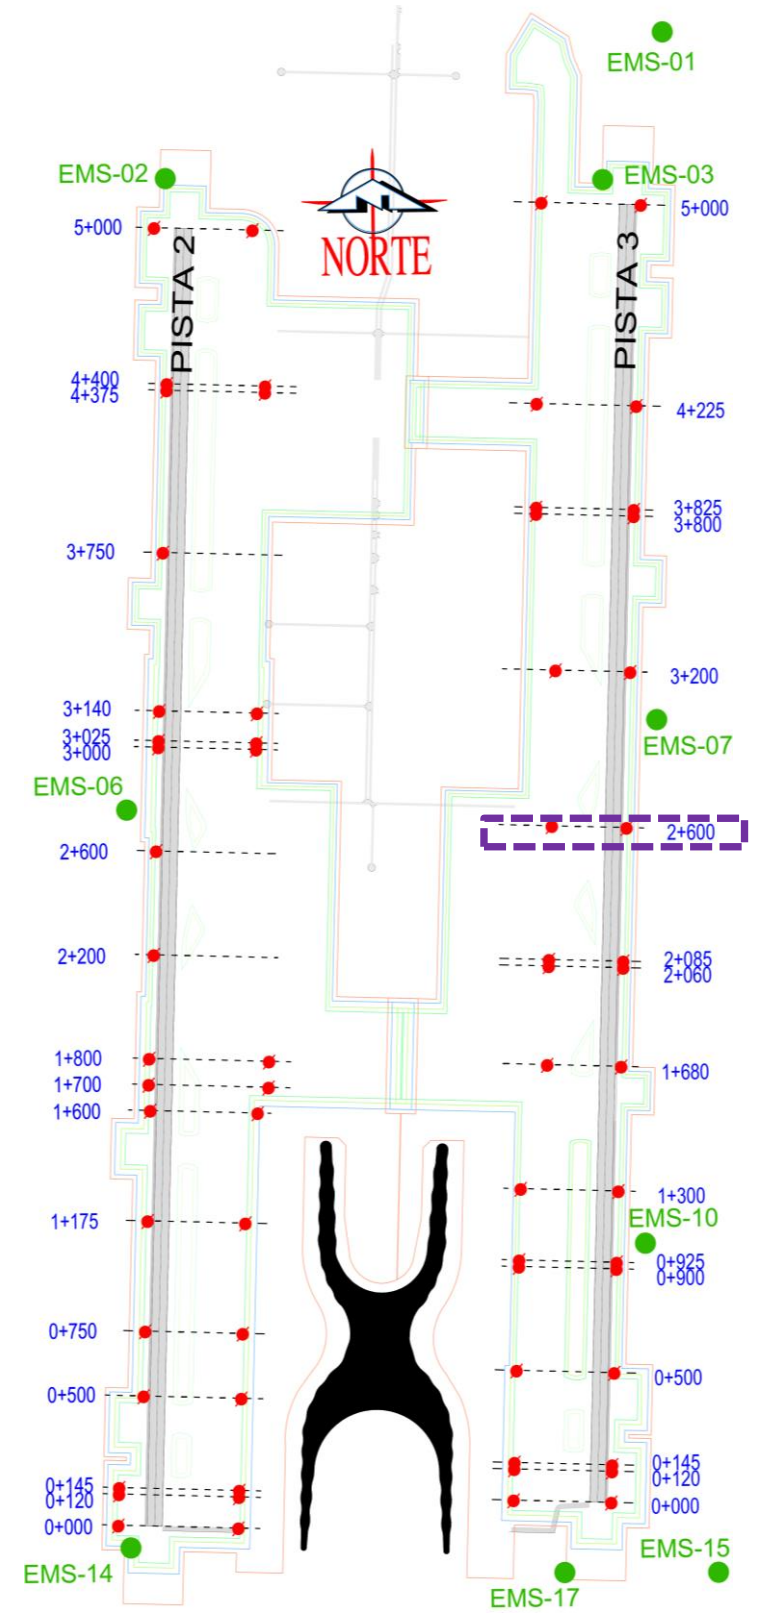 EMS-01
EMS-02
EMS-03
NORTE
PISTA 2
5+000
4+400
4+375
3+750
3+140
3+025
3+000
EMS-06
2+600
2+200
1+800
1+700
1+600
1+175
0+750
0+500
0+145
0+120
0+000
EMS-14
PISTA 3
5+000
4+225
3+825
3+800
3+200
EMS-07
2+600
2+085
2+060
1+680
1+300
EMS-10
0+925
0+900
0+500
0+145
0+120
0+000
EMS-15
EMS-17